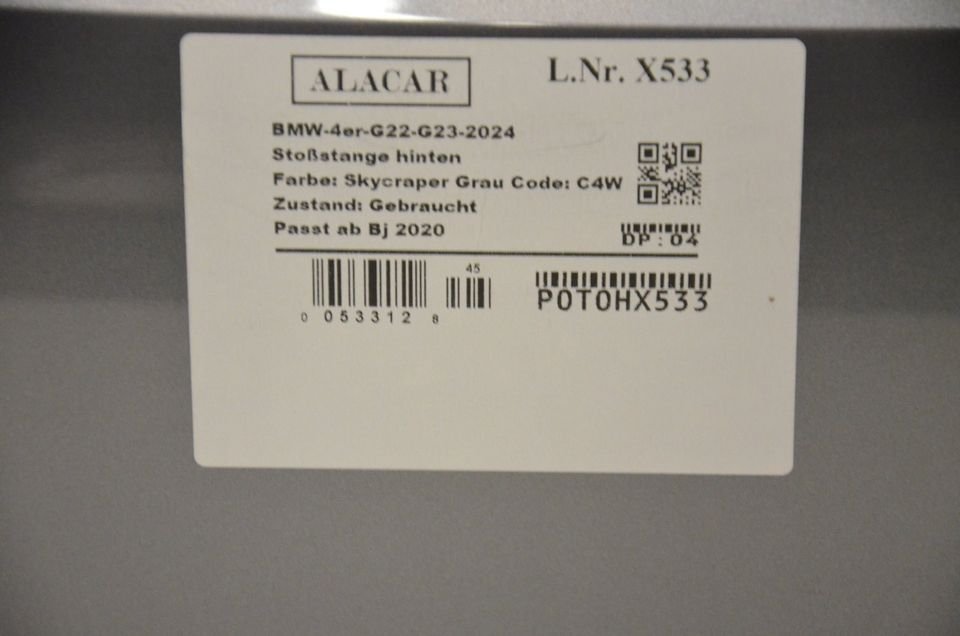 ALACAR
L.Nr. X533
BMW-4er-G22-G23-2024
Stoßstange hinten
Farbe: Skycraper Grau Code: C4W
Zustand: Gebraucht
Passt ab Bj 2020
DP : 04
45
0 053312 8
P0T0HX533